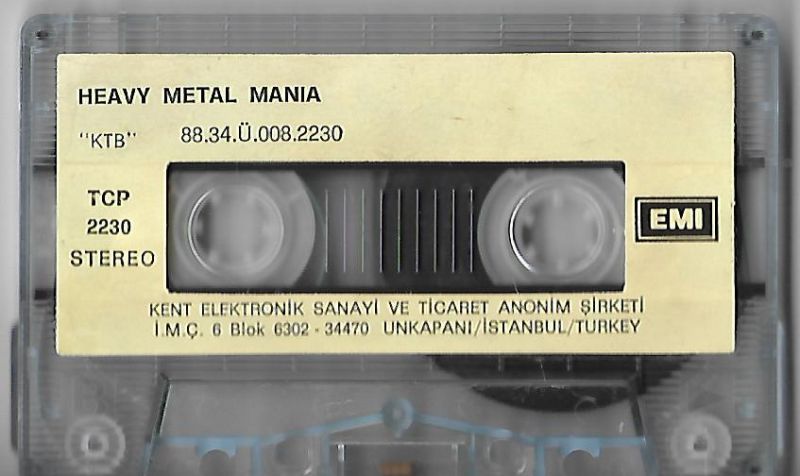 HEAVY METAL MANIA
"KTB" 88.34.Ü.008.2230
TCP
2230
STEREO
EMI
KENT ELEKTRONİK SANAYİ VE TİCARET ANONİM ŞİRKETİ
İ.M.Ç. 6 Blok 6302 - 34470 UNKAPANI/İSTANBUL/TURKEY